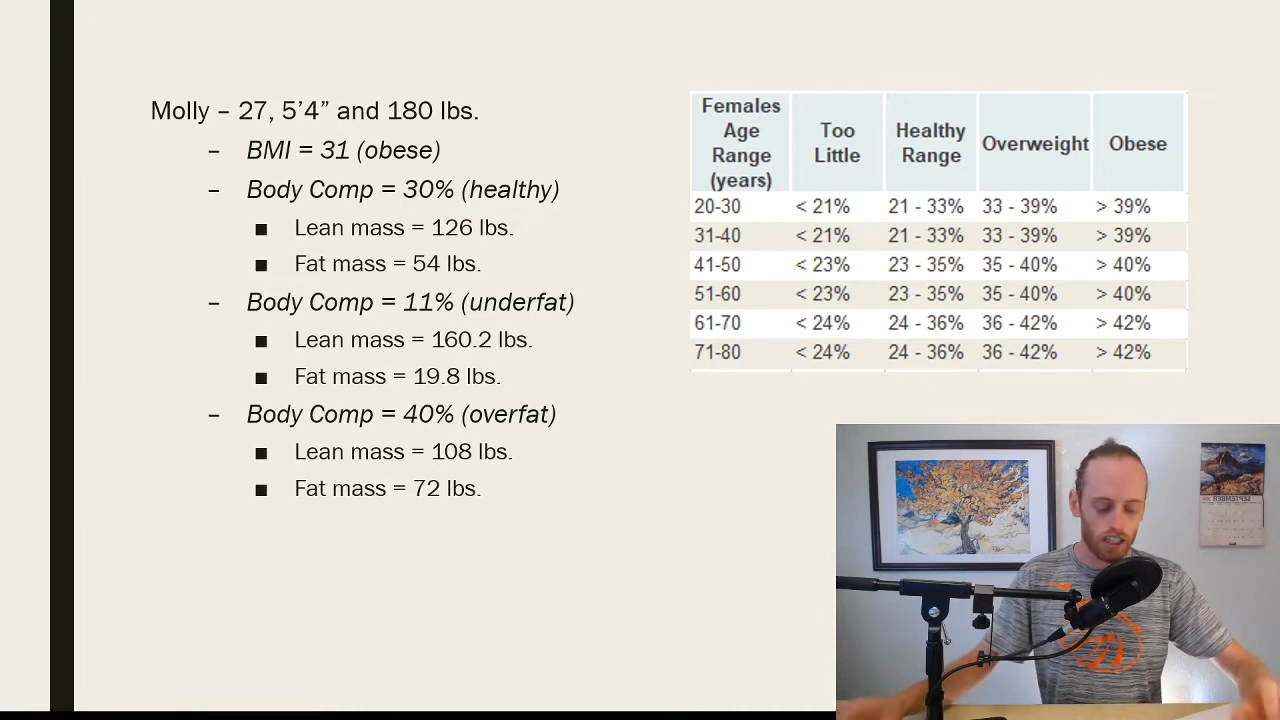 Molly – 27, 5’4” and 180 lbs.
– BMI = 31 (obese)
– Body Comp = 30% (healthy)
■ Lean mass = 126 lbs.
■ Fat mass = 54 lbs.
– Body Comp = 11% (underfat)
■ Lean mass = 160.2 lbs.
■ Fat mass = 19.8 lbs.
– Body Comp = 40% (overfat)
■ Lean mass = 108 lbs.
■ Fat mass = 72 lbs.
Females Age Range (years) Too Little Healthy Range Overweight Obese
20-30 < 21% 21 - 33% 33 - 39% > 39%
31-40 < 21% 21 - 33% 33 - 39% > 39%
41-50 < 23% 23 - 35% 35 - 40% > 40%
51-60 < 23% 23 - 35% 35 - 40% > 40%
61-70 < 24% 24 - 36% 36 - 42% > 42%
71-80 < 24% 24 - 36% 36 - 42% > 42%
SEPTEMBER